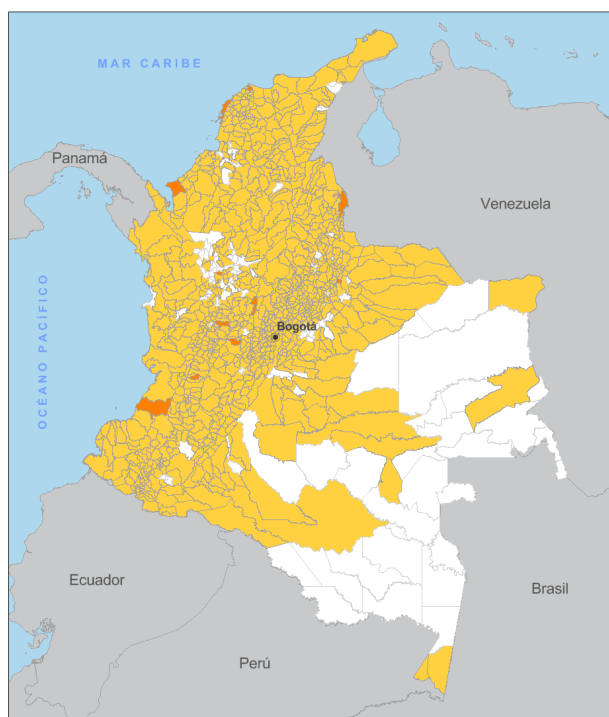 MAR CARIBE
Panamá
Venezuela
OCÉANO PACÍFICO
Bogotá
Ecuador
Brasil
Perú